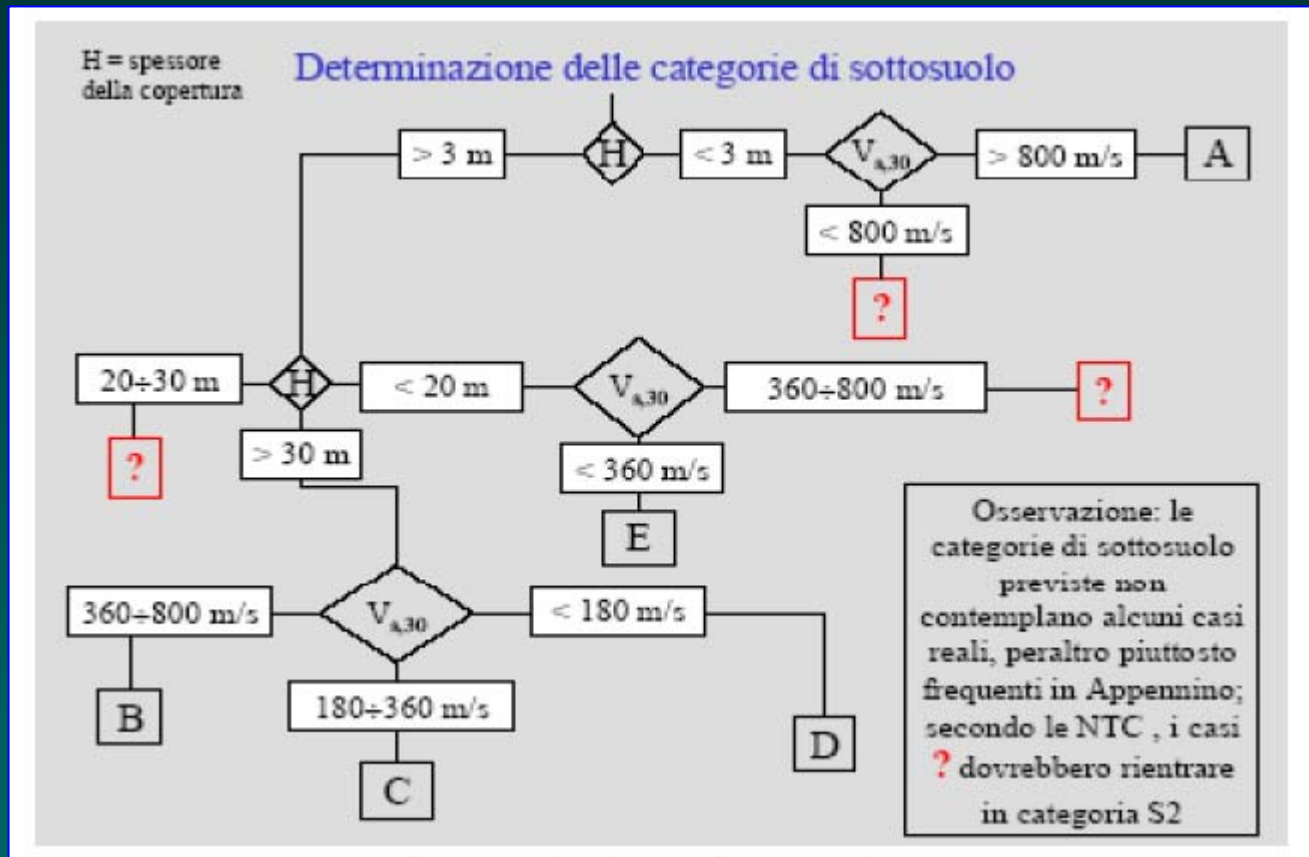 H = spessore
della copertura
Determinazione delle categorie di sottosuolo
> 3 m
H
< 3 m
Vs,30
> 800 m/s
A
< 800 m/s
?
20÷30 m
H
< 20 m
Vs,30
360÷800 m/s
?
?
> 30 m
< 360 m/s
E
360÷800 m/s
Vs,30
< 180 m/s
B
180÷360 m/s
D
C
Osservazione: le
categorie di sottosuolo
previste non
contemplano alcuni casi
reali, peraltro piuttosto
frequenti in Appennino;
secondo le NTC , i casi
? dovrebbero rientrare
in categoria S2